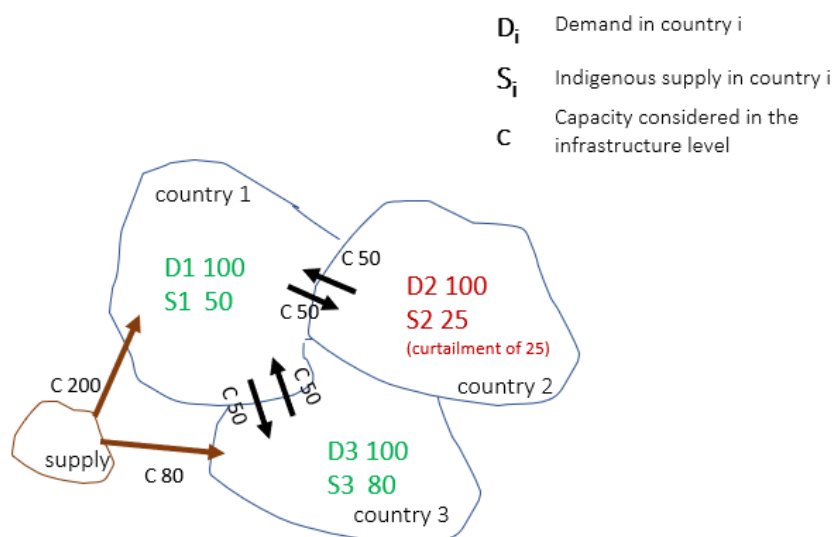 D_i Demand in country i
S_i Indigenous supply in country i
C Capacity considered in the
infrastructure level
country 1
C 50
D1 100
S1 50
C 50
D2 100
S2 25
(curtailment of 25)
country 2
C 200
C 50
C 50
supply
C 80
D3 100
S3 80
country 3